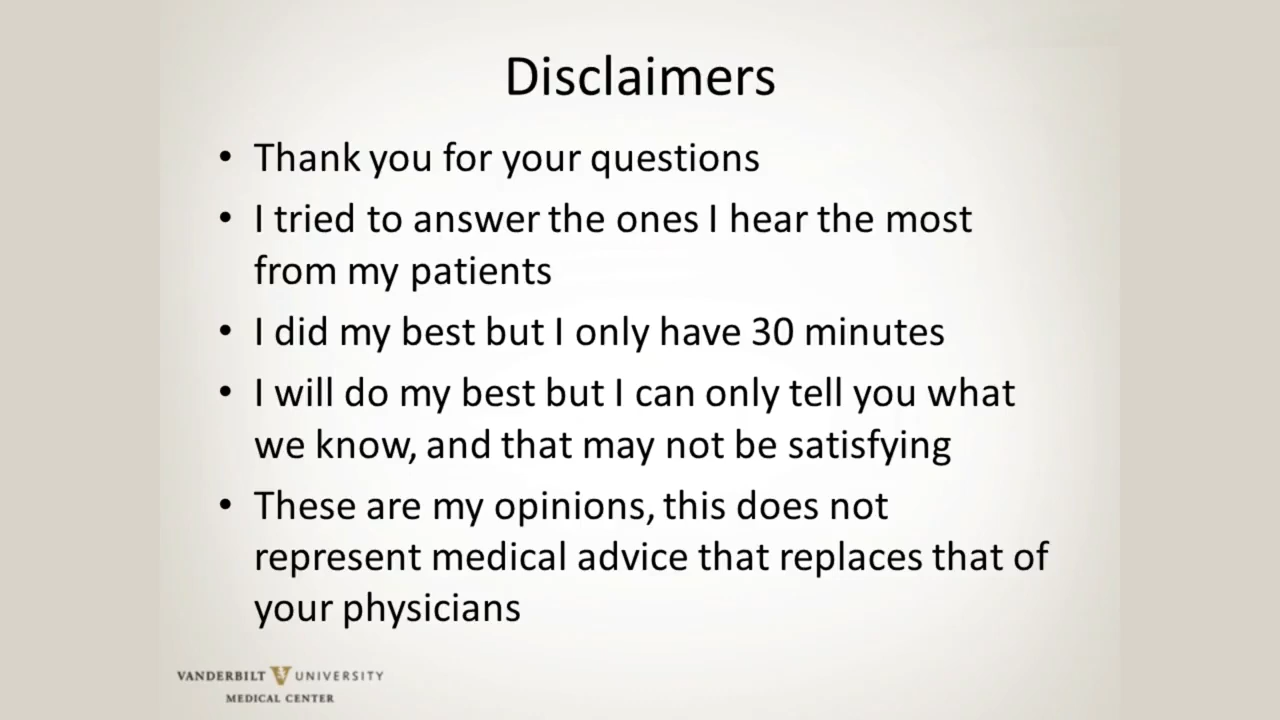 Disclaimers
• Thank you for your questions
• I tried to answer the ones I hear the most
from my patients
• I did my best but I only have 30 minutes
• I will do my best but I can only tell you what
we know, and that may not be satisfying
• These are my opinions, this does not
represent medical advice that replaces that of
your physicians
VANDERBILT V UNIVERSITY
MEDICAL CENTER